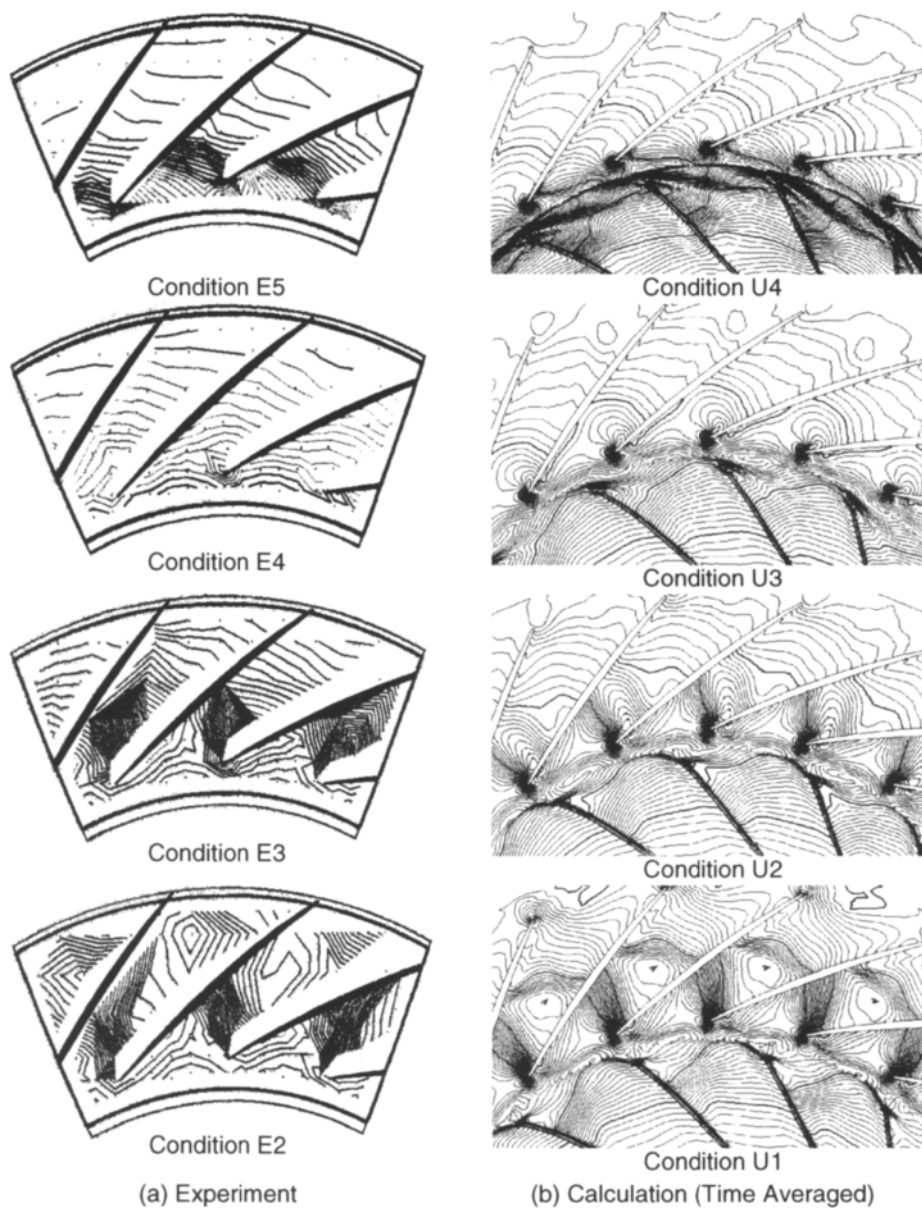 Condition E5
Condition U4
Condition E4
Condition U3
Condition E3
Condition U2
Condition E2
Condition U1
(a) Experiment
(b) Calculation (Time Averaged)